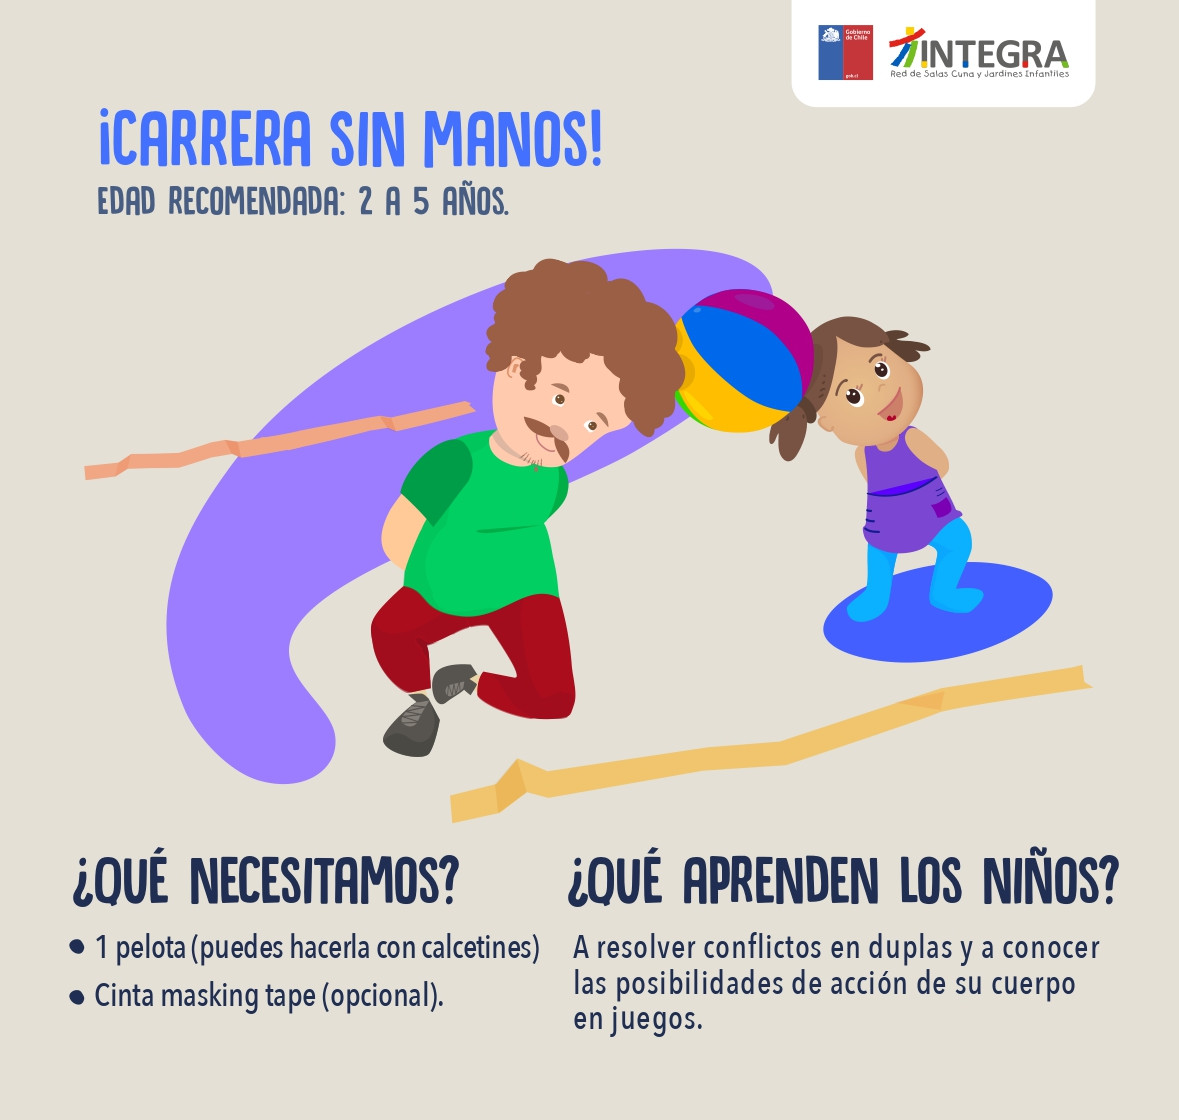 Gobierno
de Chile
gob.cl
INTEGRA
Red de Salas Cuna y Jardines Infantiles
¡CARRERA SIN MANOS!
EDAD RECOMENDADA: 2 A 5 AÑOS.
¿QUÉ NECESITAMOS?
• 1 pelota (puedes hacerla con calcetines)
• Cinta masking tape (opcional).
¿QUÉ APRENDEN LOS NIÑOS?
A resolver conflictos en duplas y a conocer
las posibilidades de acción de su cuerpo
en juegos.